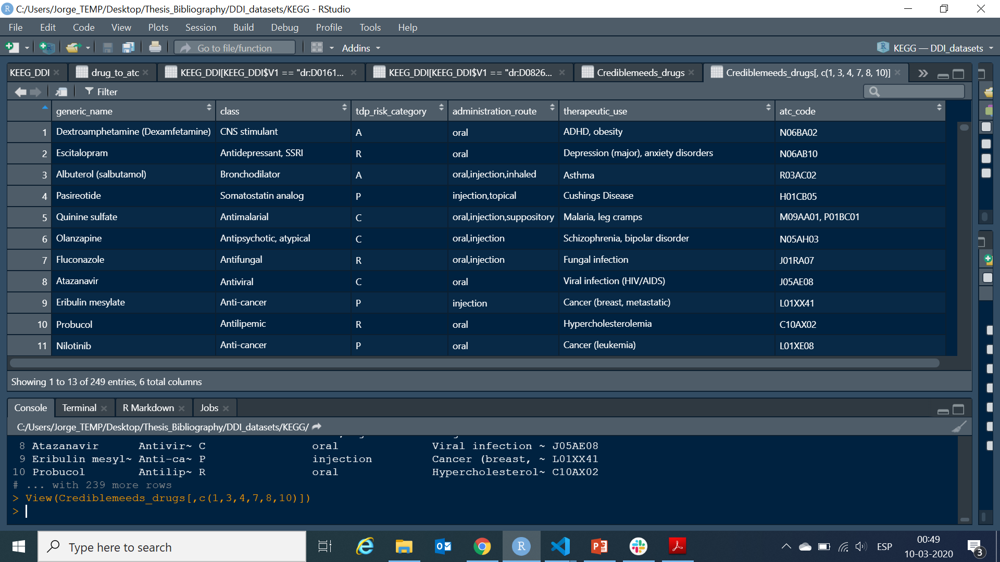 C:/Users/Jorge_TEMP/Desktop/Thesis_Bibliography/DDI_datasets/KEGG - RStudio
File Edit Code View Plots Session Build Debug Profile Tools Help
Go to file/function Addins KEGG — DDI_datasets
KEEG_DDI drug_to_atc KEEG_DDI[KEEG_DDI$V1 == "dr:D0161... KEEG_DDI[KEEG_DDI$V1 == "dr:D0826... Crediblemeeds_drugs Crediblemeeds_drugs[, c(1, 3, 4, 7, 8, 10)]
Filter
generic_name class tdp_risk_category administration_route therapeutic_use atc_code
1 Dextroamphetamine (Dexamfetamine) CNS stimulant A oral ADHD, obesity N06BA02
2 Escitalopram Antidepressant, SSRI R oral Depression (major), anxiety disorders N06AB10
3 Albuterol (salbutamol) Bronchodilator A oral,injection,inhaled Asthma R03AC02
4 Pasireotide Somatostatin analog P injection,topical Cushings Disease H01CB05
5 Quinine sulfate Antimalarial C oral,injection,suppository Malaria, leg cramps M09AA01, P01BC01
6 Olanzapine Antipsychotic, atypical C oral,injection Schizophrenia, bipolar disorder N05AH03
7 Fluconazole Antifungal R oral,injection Fungal infection J01RA07
8 Atazanavir Antiviral C oral Viral infection (HIV/AIDS) J05AE08
9 Eribulin mesylate Anti-cancer P injection Cancer (breast, metastatic) L01XX41
10 Probucol Antilipemic R oral Hypercholesterolemia C10AX02
11 Nilotinib Anti-cancer P oral Cancer (leukemia) L01XE08
Showing 1 to 13 of 249 entries, 6 total columns
Console Terminal R Markdown Jobs
C:/Users/Jorge_TEMP/Desktop/Thesis_Bibliography/DDI_datasets/KEGG/
8 Atazanavir Antivir~ C oral Viral infection ~ J05AE08
9 Eribulin mesyl~ Anti-ca~ P injection Cancer (breast, ~ L01XX41
10 Probucol Antilip~ R oral Hypercholesterol~ C10AX02
# ... with 239 more rows
> View(Crediblemeeds_drugs[,c(1,3,4,7,8,10)])
>
Type here to search
ESP
00:49
10-03-2020
3